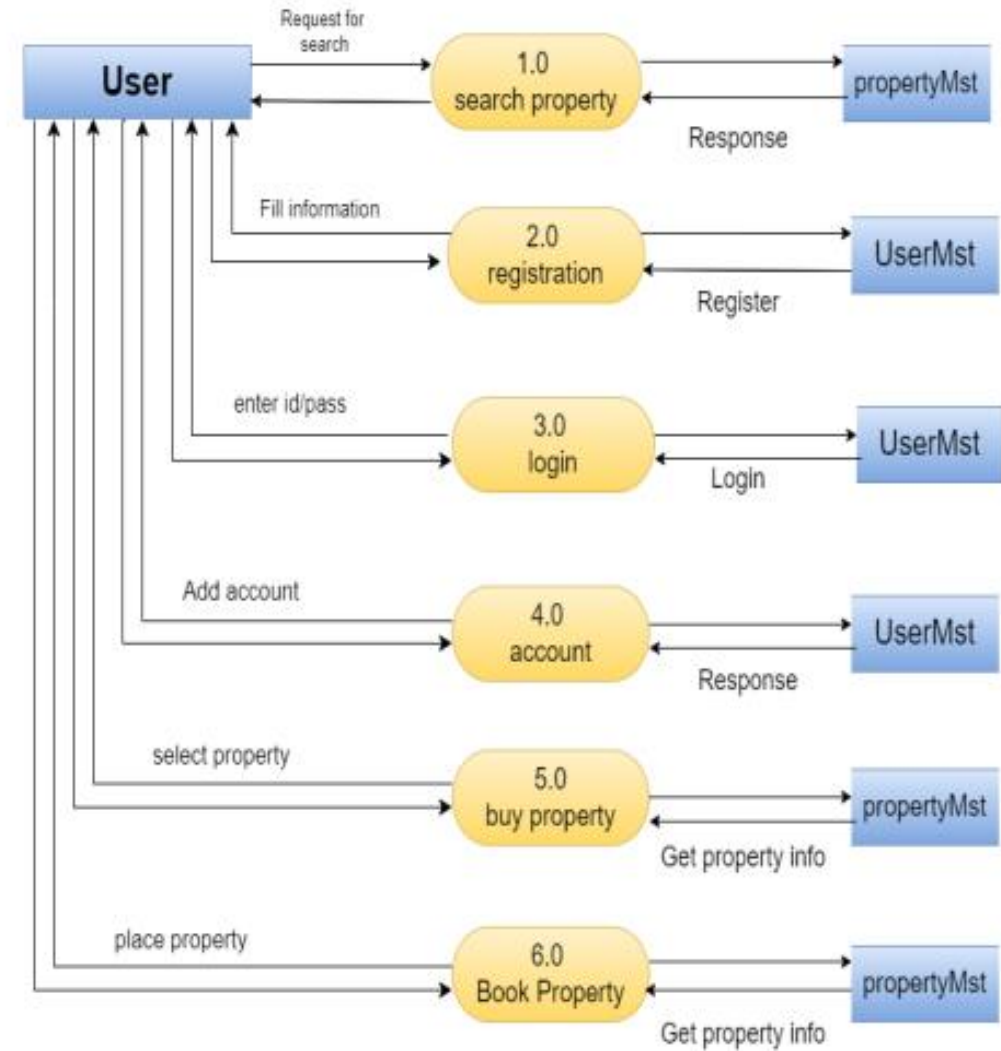 Request for
search
User
1.0
search property
propertyMst
Response
Fill information
2.0
registration
UserMst
Register
enter id/pass
3.0
login
UserMst
Login
Add account
4.0
account
UserMst
Response
select property
5.0
buy property
propertyMst
Get property info
place property
6.0
Book Property
propertyMst
Get property info